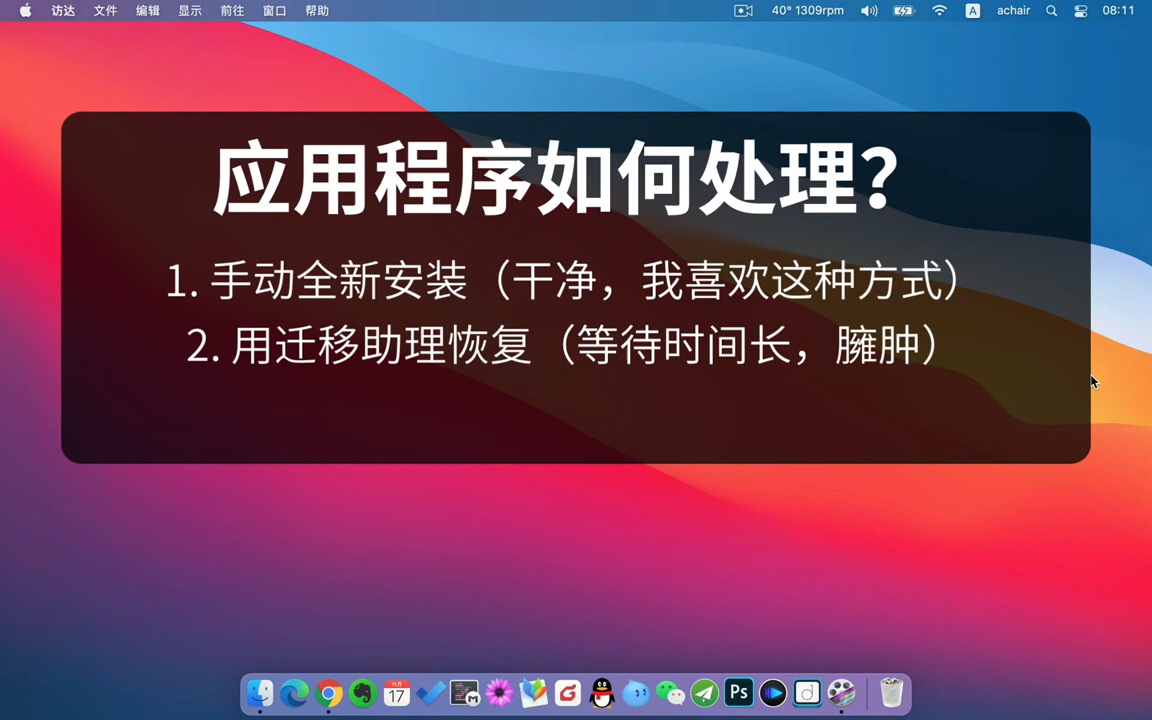 访达 文件 编辑 显示 前往 窗口 帮助 40° 1309rpm A achair 08:11
应用程序如何处理？
1. 手动全新安装（干净，我喜欢这种方式）
2. 用迁移助理恢复（等待时间长，臃肿）
11月
17
M
Ps
d